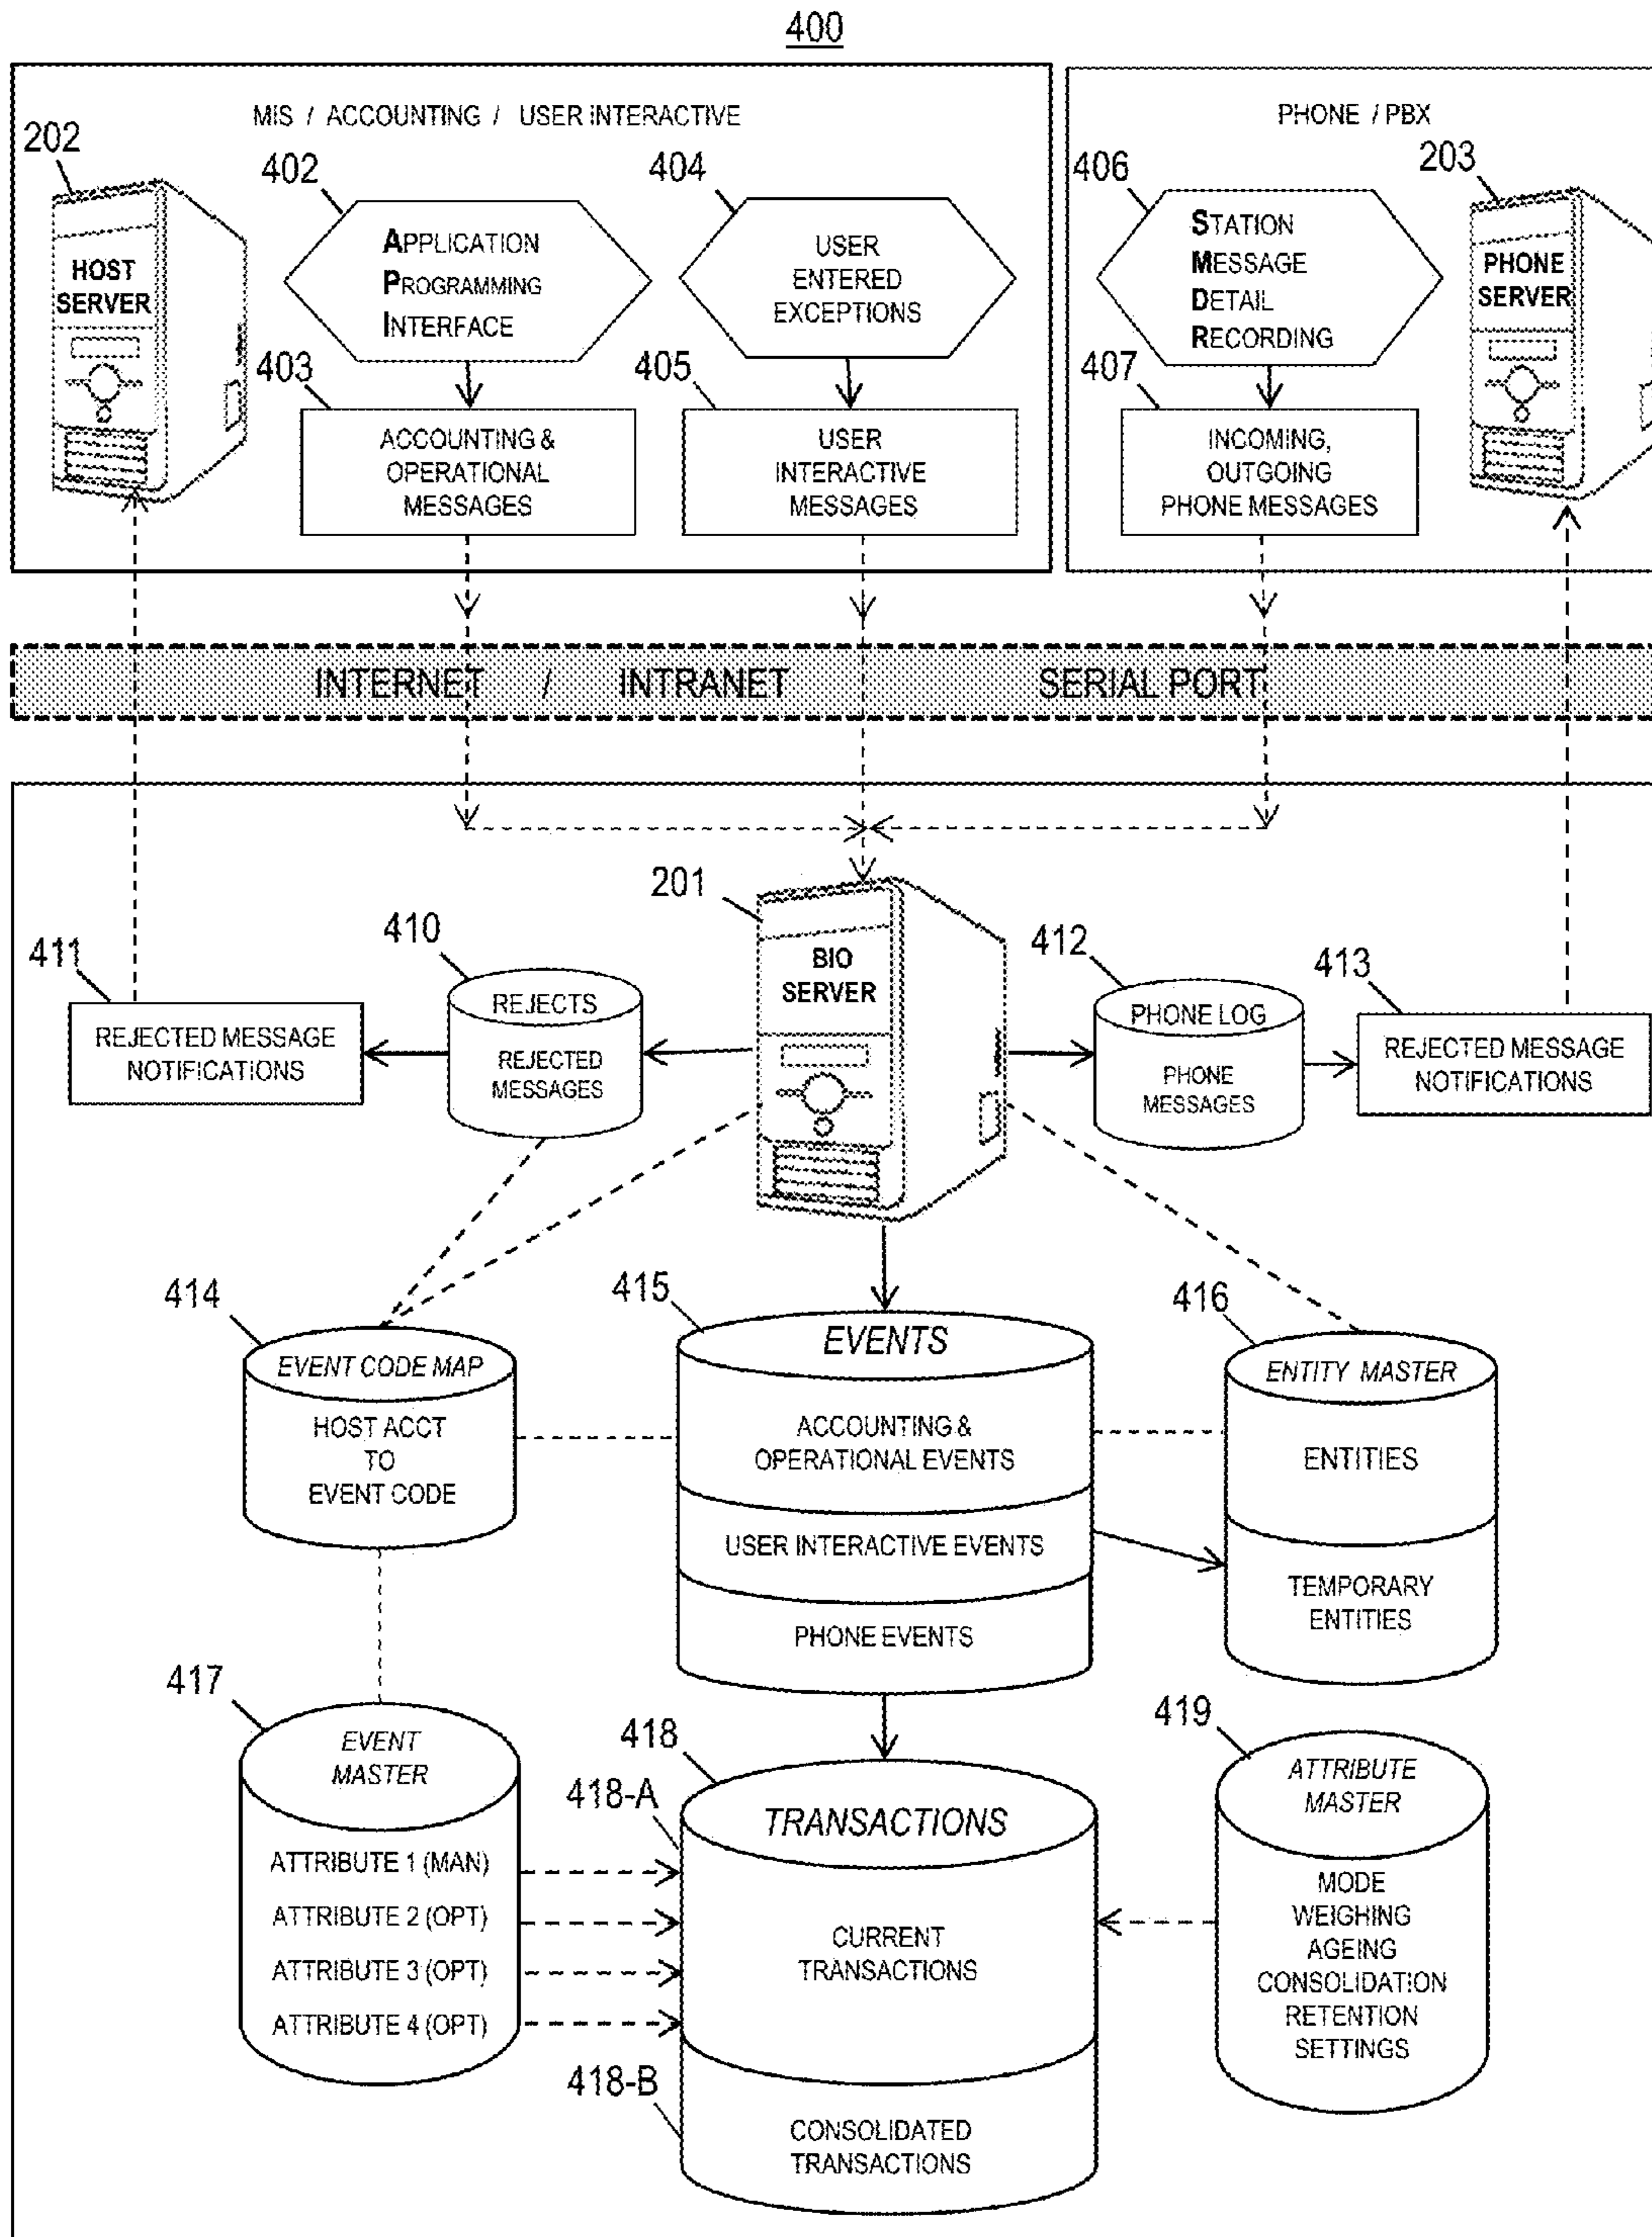 400
MIS / ACCOUNTING / USER INTERACTIVE
PHONE / PBX
202
402
404
406
203
HOST
SERVER
APPLICATION
PROGRAMMING
INTERFACE
USER
ENTERED
EXCEPTIONS
STATION
MESSAGE
DETAIL
RECORDING
PHONE
SERVER
403
405
407
ACCOUNTING &
OPERATIONAL
MESSAGES
USER
INTERACTIVE
MESSAGES
INCOMING,
OUTGOING
PHONE MESSAGES
INTERNET / INTRANET SERIAL PORT
201
410
411
412
413
BIO
SERVER
REJECTS
REJECTED
MESSAGES
REJECTED MESSAGE
NOTIFICATIONS
PHONE LOG
PHONE
MESSAGES
REJECTED MESSAGE
NOTIFICATIONS
414
415
416
EVENT CODE MAP
HOST ACCT
TO
EVENT CODE
EVENTS
ACCOUNTING &
OPERATIONAL EVENTS
USER INTERACTIVE EVENTS
PHONE EVENTS
ENTITY MASTER
ENTITIES
TEMPORARY
ENTITIES
417
418
419
EVENT
MASTER
ATTRIBUTE 1 (MAN)
ATTRIBUTE 2 (OPT)
ATTRIBUTE 3 (OPT)
ATTRIBUTE 4 (OPT)
418-A
TRANSACTIONS
CURRENT
TRANSACTIONS
418-B
CONSOLIDATED
TRANSACTIONS
ATTRIBUTE
MASTER
MODE
WEIGHING
AGEING
CONSOLIDATION
RETENTION
SETTINGS